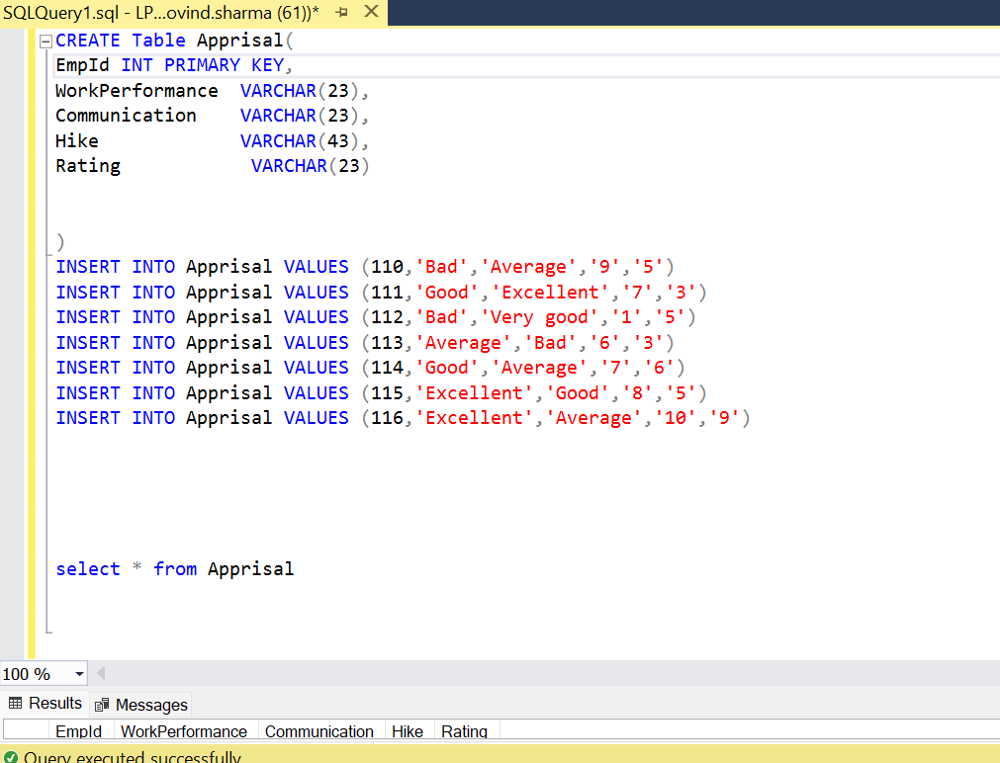 SQLQuery1.sql - LP...ovind.sharma (61))*
CREATE Table Apprisal(
EmpId INT PRIMARY KEY,
WorkPerformance VARCHAR(23),
Communication VARCHAR(23),
Hike VARCHAR(43),
Rating VARCHAR(23)
)
INSERT INTO Apprisal VALUES (110,'Bad','Average','9','5')
INSERT INTO Apprisal VALUES (111,'Good','Excellent','7','3')
INSERT INTO Apprisal VALUES (112,'Bad','Very good','1','5')
INSERT INTO Apprisal VALUES (113,'Average','Bad','6','3')
INSERT INTO Apprisal VALUES (114,'Good','Average','7','6')
INSERT INTO Apprisal VALUES (115,'Excellent','Good','8','5')
INSERT INTO Apprisal VALUES (116,'Excellent','Average','10','9')
select * from Apprisal
100 %
Results Messages
EmpId WorkPerformance Communication Hike Rating
Query executed successfully